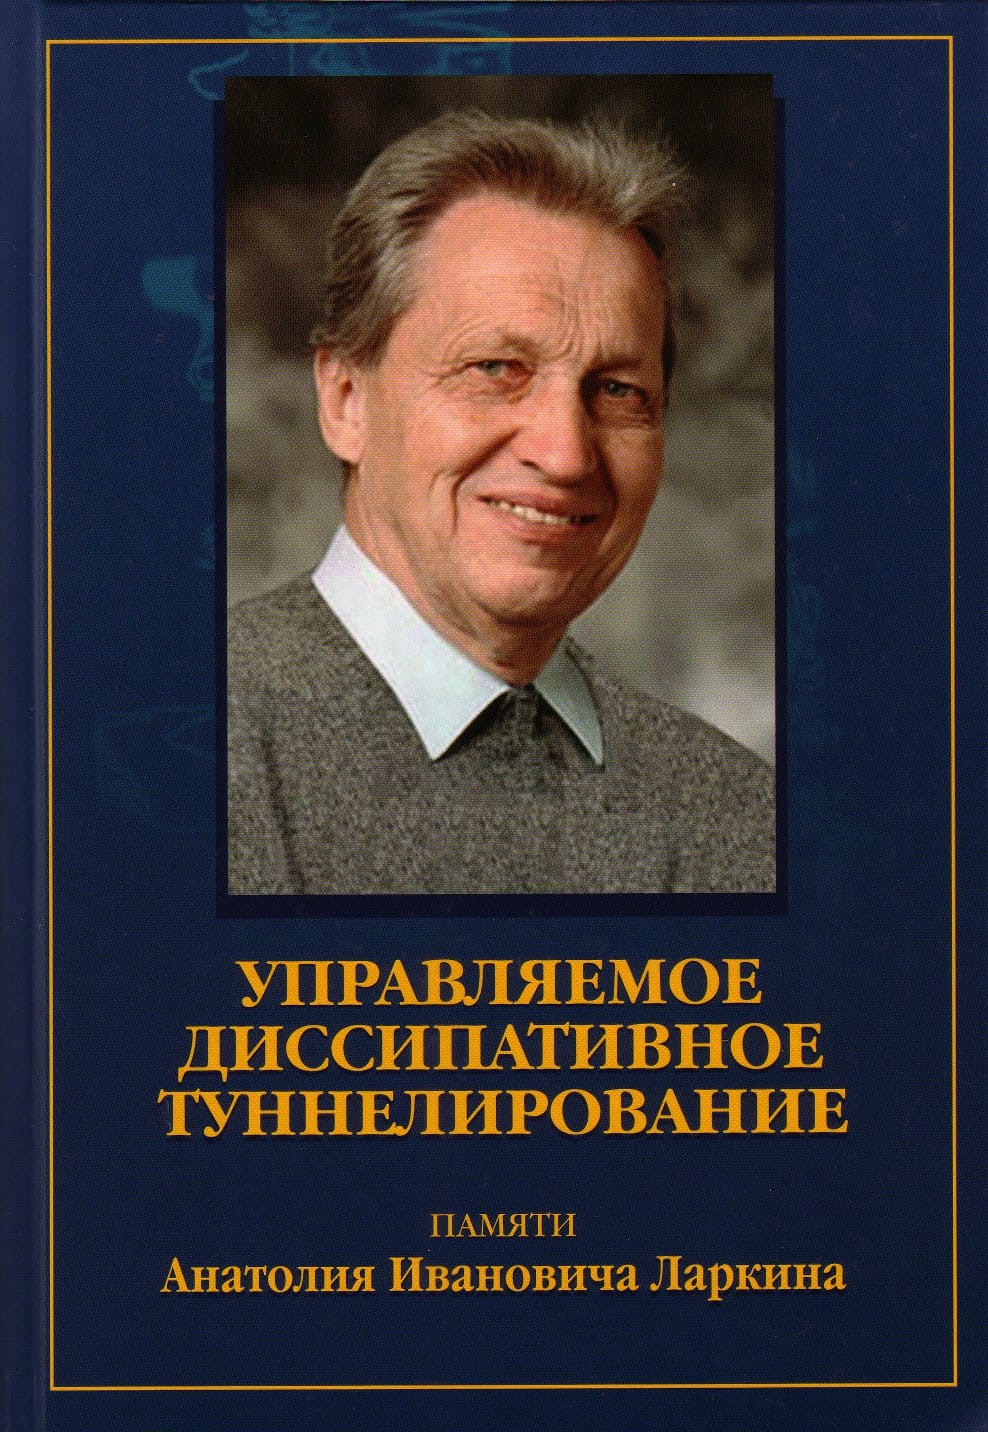 УПРАВЛЯЕМОЕ
ДИССИПАТИВНОЕ
ТУННЕЛИРОВАНИЕ
ПАМЯТИ
Анатолия Ивановича Ларкина